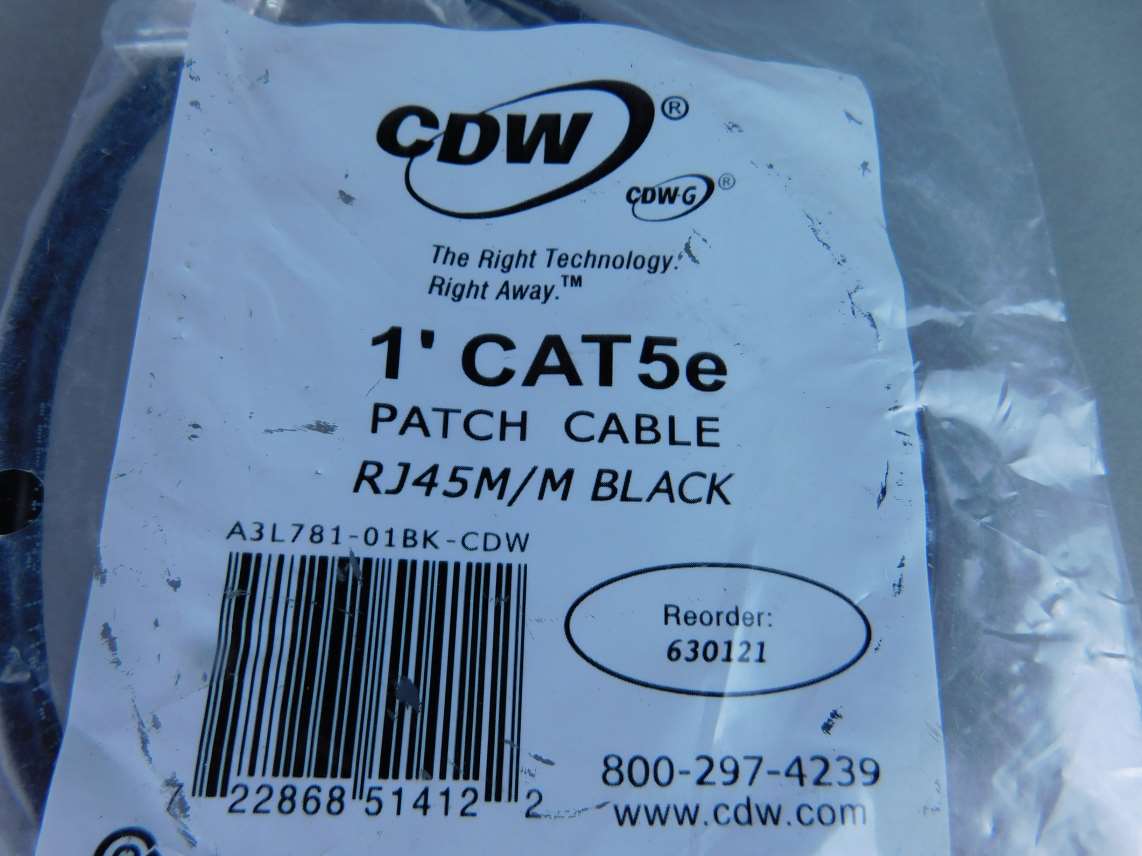 CDW®
CDW-G®
The Right Technology.
Right Away.™
1' CAT5e
PATCH CABLE
RJ45M/M BLACK
A3L781-01BK-CDW
7 22868 51412 2
Reorder:
630121
800-297-4239
www.cdw.com